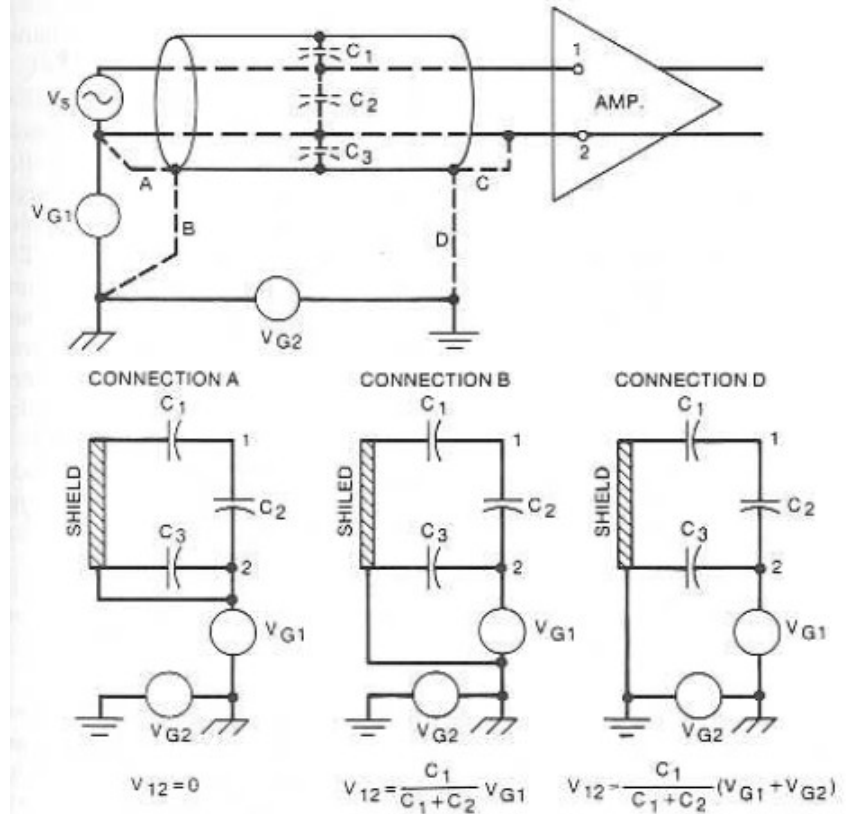 C1
1
VS
C2
AMP.
C3
2
A
C
VG1
B
D
VG2
CONNECTION A
CONNECTION B
CONNECTION D
C1
C1
C1
1
1
1
SHIELD
SHILED
SHIELD
C2
C2
C2
C3
C3
C3
2
2
2
VG1
VG1
VG1
VG2
VG2
VG2
V12=0
V12= C1/C1+C2 VG1
V12- C1/C1+C2 (VG1+VG2)